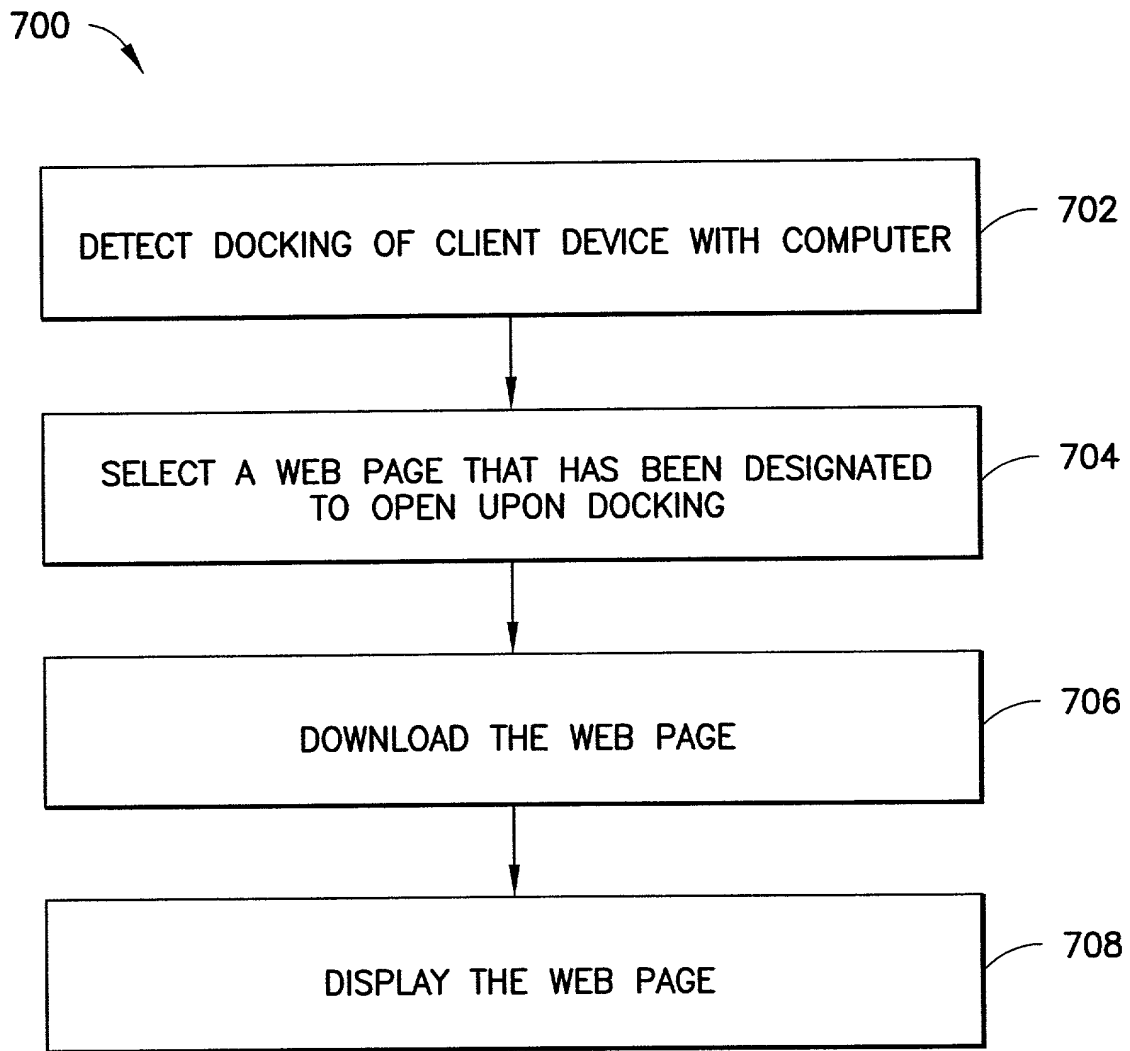 700
DETECT DOCKING OF CLIENT DEVICE WITH COMPUTER
702
SELECT A WEB PAGE THAT HAS BEEN DESIGNATED
TO OPEN UPON DOCKING
704
DOWNLOAD THE WEB PAGE
706
DISPLAY THE WEB PAGE
708